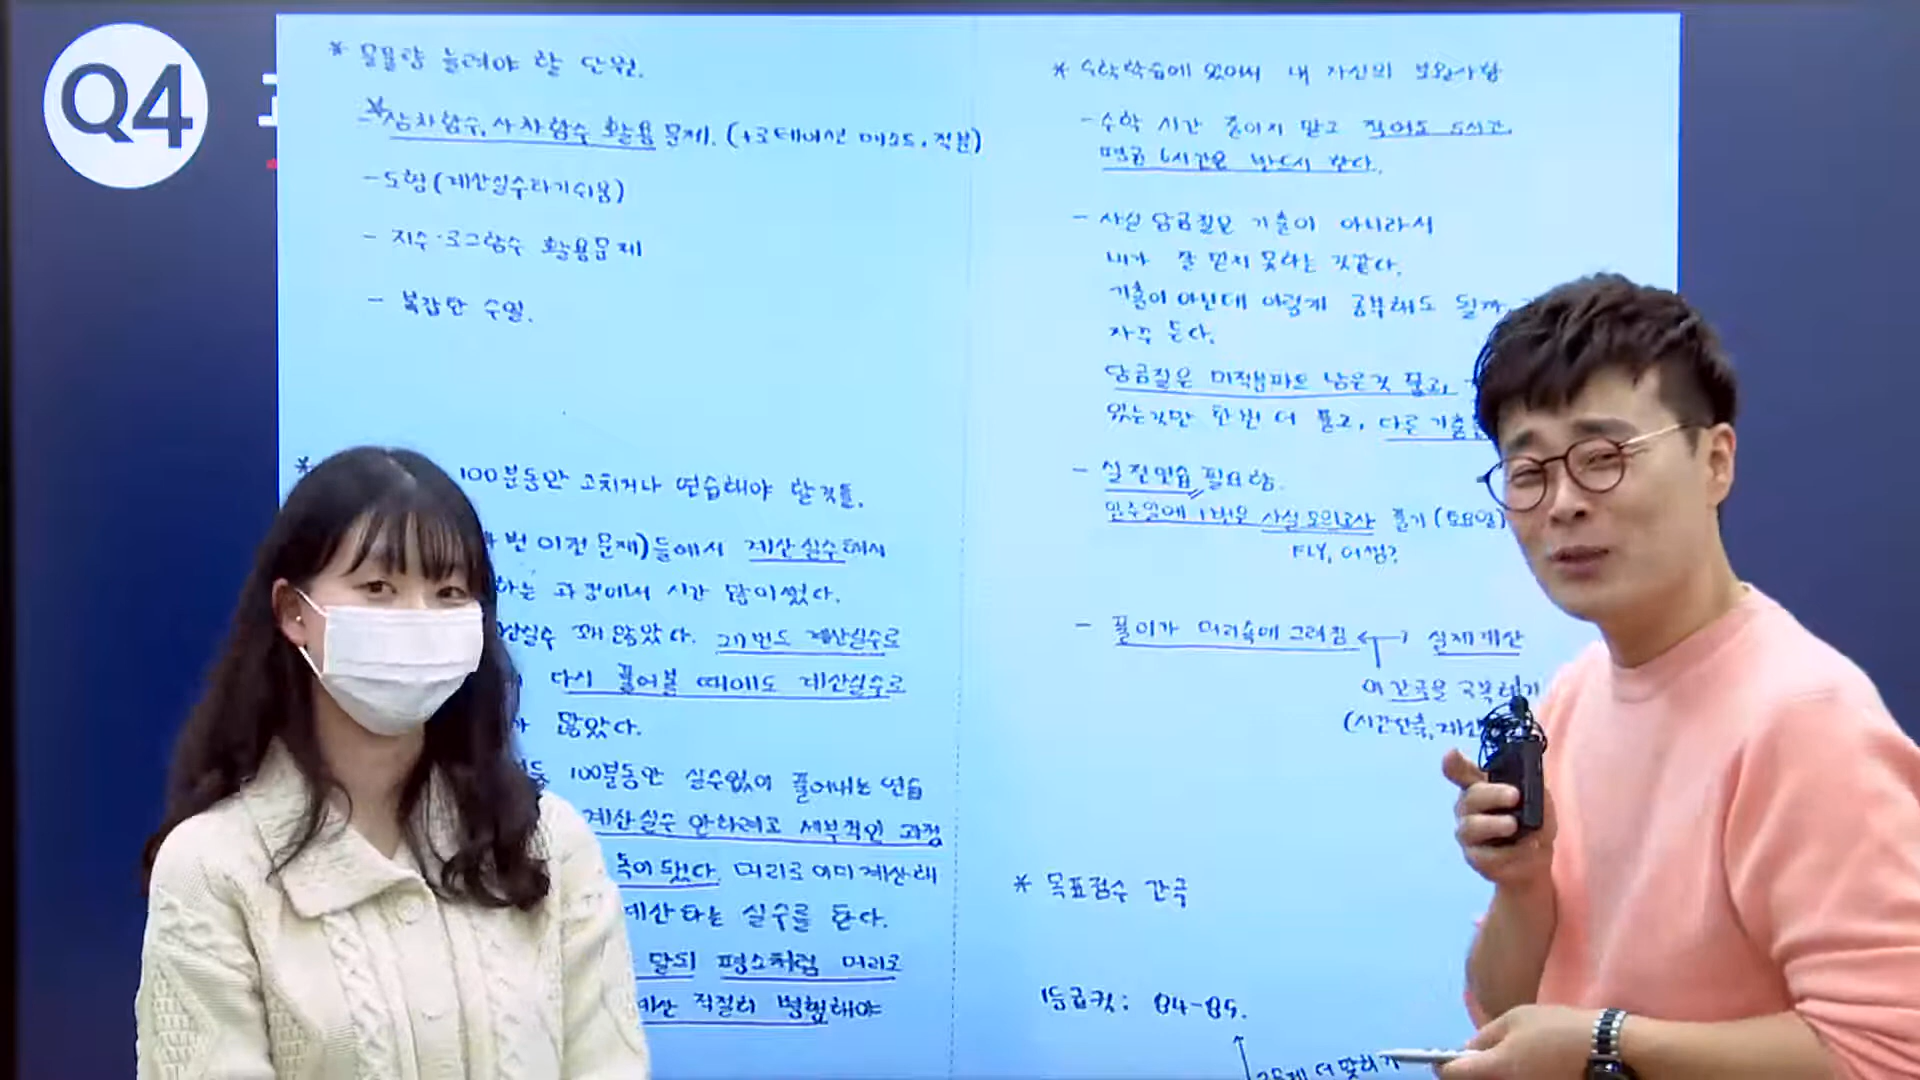 Q4
* 문풀량 늘려야 할 단원.
* 삼차함수, 사차함수 활용 문제. (+로테이션 메소드, 적분)
- 도형 (계산실수하기쉬움)
- 지수·로그함수 활용문제
- 복잡한 수열.
100분동안 고치거나 연습해야 할것들.
번 이전 문제)들에서 계산실수해서
하는 과정에서 시간 많이썼다.
산실수 꽤 많았다. 27번도 계산실수로
다시 풀어볼 때에도 계산실수로
많았다.
100분동안 실수없이 풀어내는 연습
계산실수 안하려고 세부적인 과정
독이 됐다. 머리로 이미 계산해
계산하는 실수를 한다.
말되 평소처럼 머리로
계산 적절히 병행해야
* 수학학습에 있어서 내 자신의 보완사항
- 수학 시간 줄이지 말고 적어도 5시간,
평균 6시간은 반드시 한다.
- 사실 담금질은 기출이 아니라서
내가 잘 믿지 못하는 것같다.
기출이 아닌데 이렇게 공부해도 될까
자주 든다.
담금질은 미적분파트 남은것 풀고,
있는것만 한번 더 풀고, 다른 기출
- 실전연습 필요함.
일주일에 1번은 사설모의고사 풀기 (토요일)
FLY, 이쌤?
- 풀이가 머리속에 그려짐 ↔ 실제계산
이 간극을 극복하기
(시간단축, 계산
* 목표점수 간극
1등급컷: 84-85.
더 맞히기